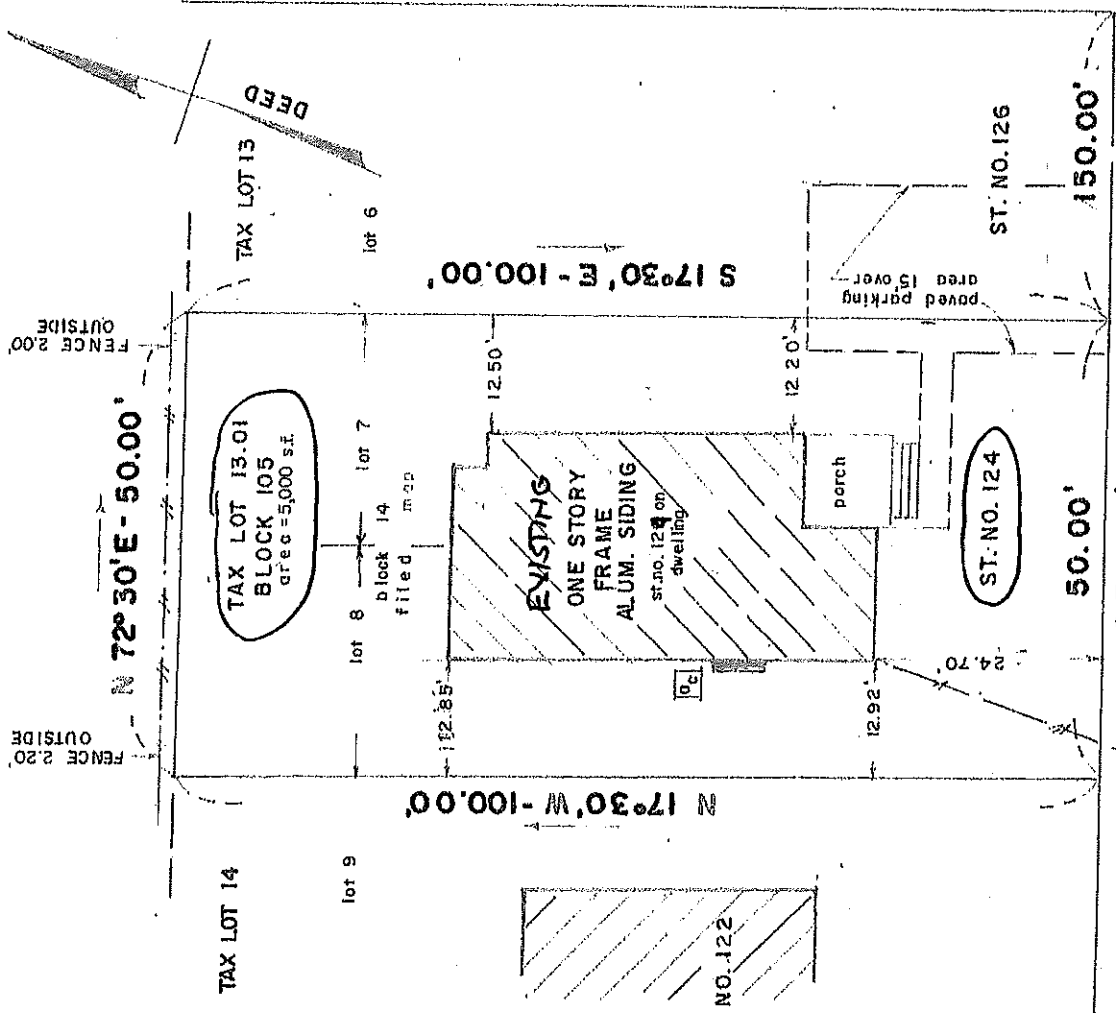 DEED
TAX LOT 13
lot 6
FENCE 2.00'
OUTSIDE
N 72°30'E - 50.00'
FENCE 2.20'
OUTSIDE
TAX LOT 13.01
BLOCK 105
area = 5,000 s.f.
lot 7
lot 8
block 14
filed map
S 17°30'E - 100.00'
N 17°30'W - 100.00'
TAX LOT 14
lot 9
12.50'
12.85'
EXISTING
ONE STORY
FRAME
ALUM. SIDING
st. no. 124 on
dwelling
ac
12.20'
12.92'
porch
24.70'
paved parking
area 15' over
ST. NO. 126
ST. NO. 124
NO. 122
50.00'
150.00'